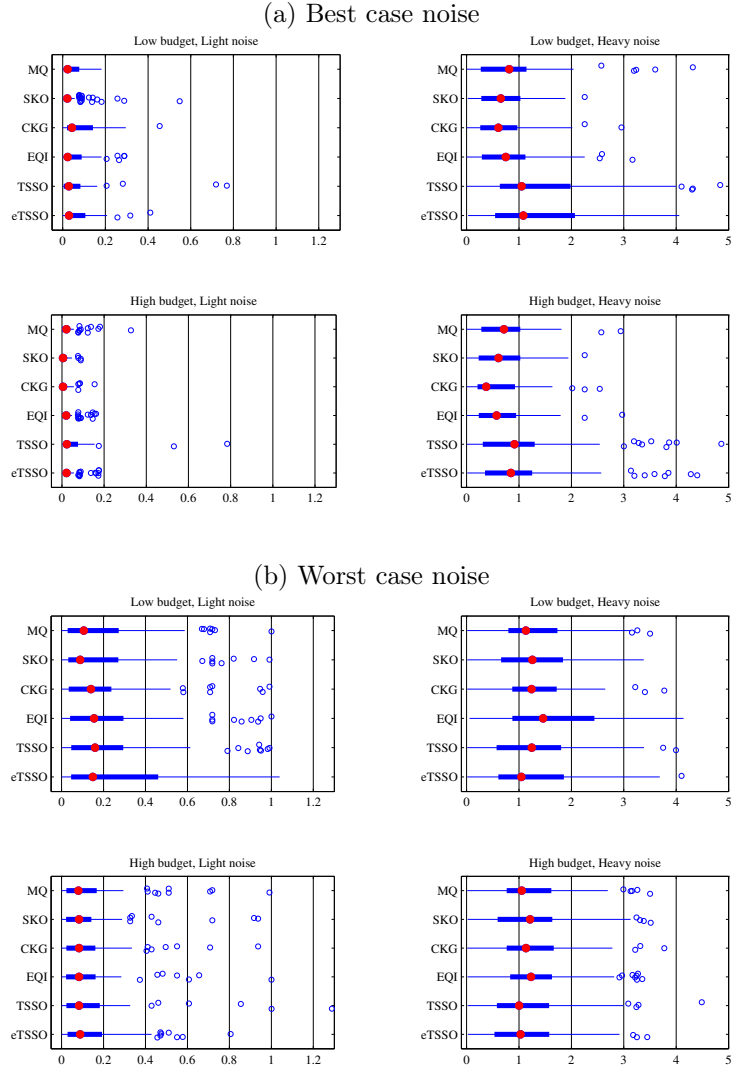 (a) Best case noise
Low budget, Light noise
MQ
SKO
CKG
EQI
TSSO
eTSSO
0 0.2 0.4 0.6 0.8 1 1.2
Low budget, Heavy noise
MQ
SKO
CKG
EQI
TSSO
eTSSO
0 1 2 3 4 5
High budget, Light noise
MQ
SKO
CKG
EQI
TSSO
eTSSO
0 0.2 0.4 0.6 0.8 1 1.2
High budget, Heavy noise
MQ
SKO
CKG
EQI
TSSO
eTSSO
0 1 2 3 4 5
(b) Worst case noise
Low budget, Light noise
MQ
SKO
CKG
EQI
TSSO
eTSSO
0 0.2 0.4 0.6 0.8 1 1.2
Low budget, Heavy noise
MQ
SKO
CKG
EQI
TSSO
eTSSO
0 1 2 3 4 5
High budget, Light noise
MQ
SKO
CKG
EQI
TSSO
eTSSO
0 0.2 0.4 0.6 0.8 1 1.2
High budget, Heavy noise
MQ
SKO
CKG
EQI
TSSO
eTSSO
0 1 2 3 4 5